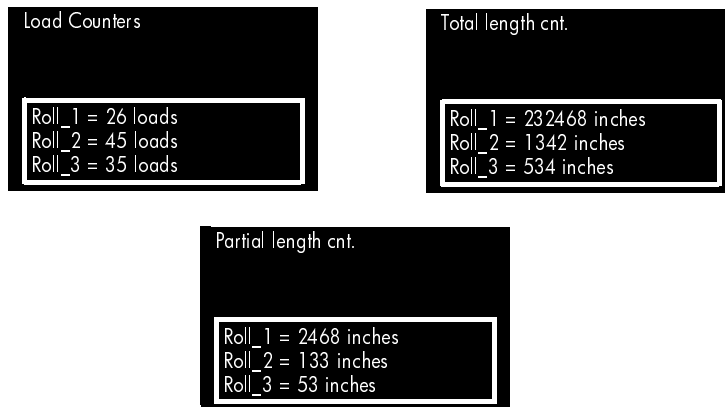 Load Counters
Roll_1 = 26 loads
Roll_2 = 45 loads
Roll_3 = 35 loads
Total length cnt.
Roll_1 = 232468 inches
Roll_2 = 1342 inches
Roll_3 = 534 inches
Partial length cnt.
Roll_1 = 2468 inches
Roll_2 = 133 inches
Roll_3 = 53 inches